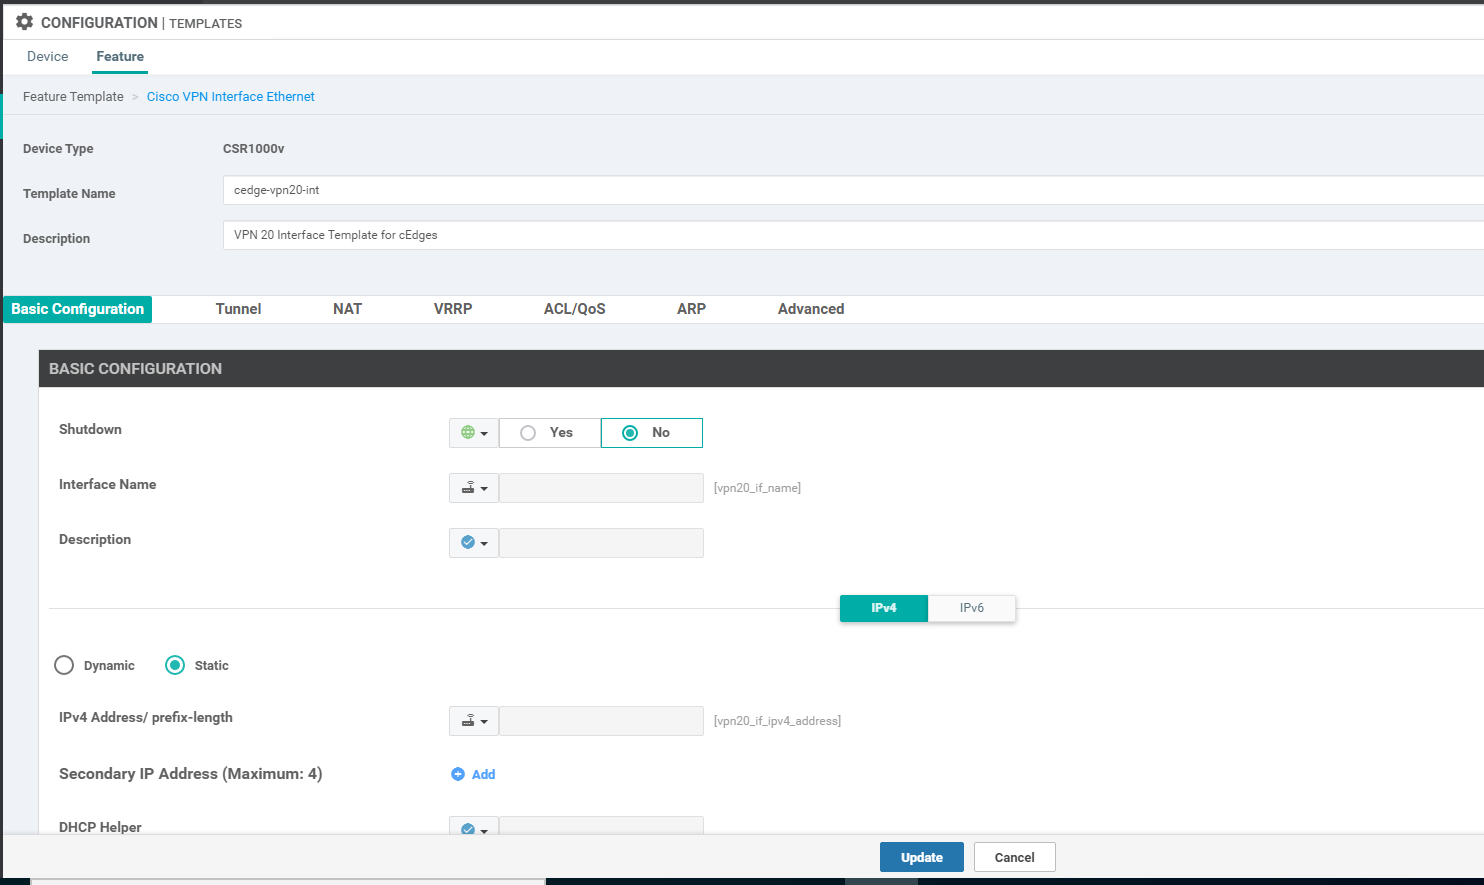 CONFIGURATION | TEMPLATES
Device Feature
Feature Template > Cisco VPN Interface Ethernet
Device Type CSR1000v
Template Name cedge-vpn20-int
Description VPN 20 Interface Template for cEdges
Basic Configuration Tunnel NAT VRRP ACL/QoS ARP Advanced
BASIC CONFIGURATION
Shutdown Yes No
Interface Name [vpn20_if_name]
Description
IPv4 IPv6
Dynamic Static
IPv4 Address/ prefix-length [vpn20_if_ipv4_address]
Secondary IP Address (Maximum: 4) Add
DHCP Helper
Update Cancel